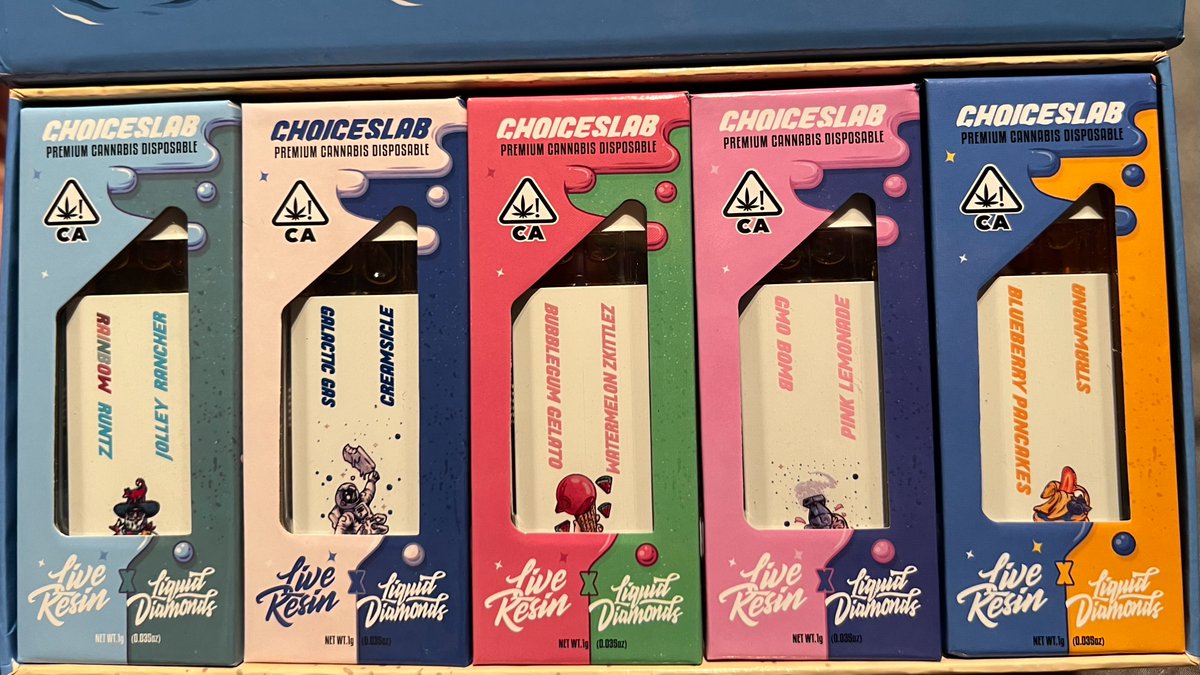 CHOICESLAB
PREMIUM CANNABIS DISPOSABLE
CA
RAINBOW RUNTZ
JOLLEY RANCHER
Live Resin
X
Liquid Diamonds
NET WT.1g (0.035oz)
CHOICESLAB
PREMIUM CANNABIS DISPOSABLE
CA
GALACTIC GAS
CREAMSICLE
Live Resin
X
Liquid Diamonds
NET WT.1g (0.035oz)
CHOICESLAB
PREMIUM CANNABIS DISPOSABLE
CA
BUBBLEGUM GELATO
WATERMELON ZKITTLEZ
Live Resin
X
Liquid Diamonds
NET WT.1g (0.035oz)
CHOICESLAB
PREMIUM CANNABIS DISPOSABLE
CA
GMO BOMB
PINK LEMONADE
Live Resin
X
Liquid Diamonds
NET WT.1g (0.035oz)
CHOICESLAB
PREMIUM CANNABIS DISPOSABLE
CA
BLUEBERRY PANCAKES
Live Resin
X
Liquid Diamonds
NET WT.1g (0.035oz)